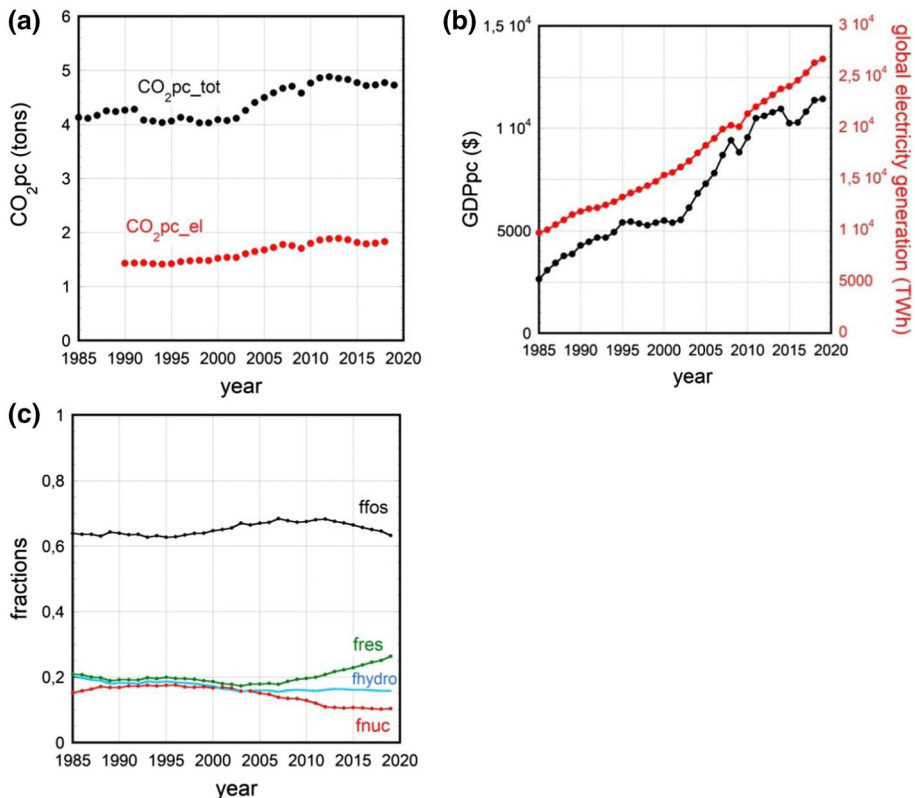 (a)
6
5
4
3
2
1
0
CO₂pc (tons)
CO₂pc_tot
CO₂pc_el
1985 1990 1995 2000 2005 2010 2015 2020
year
(b)
1,5 10⁴
1 10⁴
5000
0
GDPpc ($)
3 10⁴
2,5 10⁴
2 10⁴
1,5 10⁴
1 10⁴
5000
0
global electricity generation (TWh)
1985 1990 1995 2000 2005 2010 2015 2020
year
(c)
1
0,8
0,6
0,4
0,2
0
fractions
ffos
fres
fhydro
fnuc
1985 1990 1995 2000 2005 2010 2015 2020
year